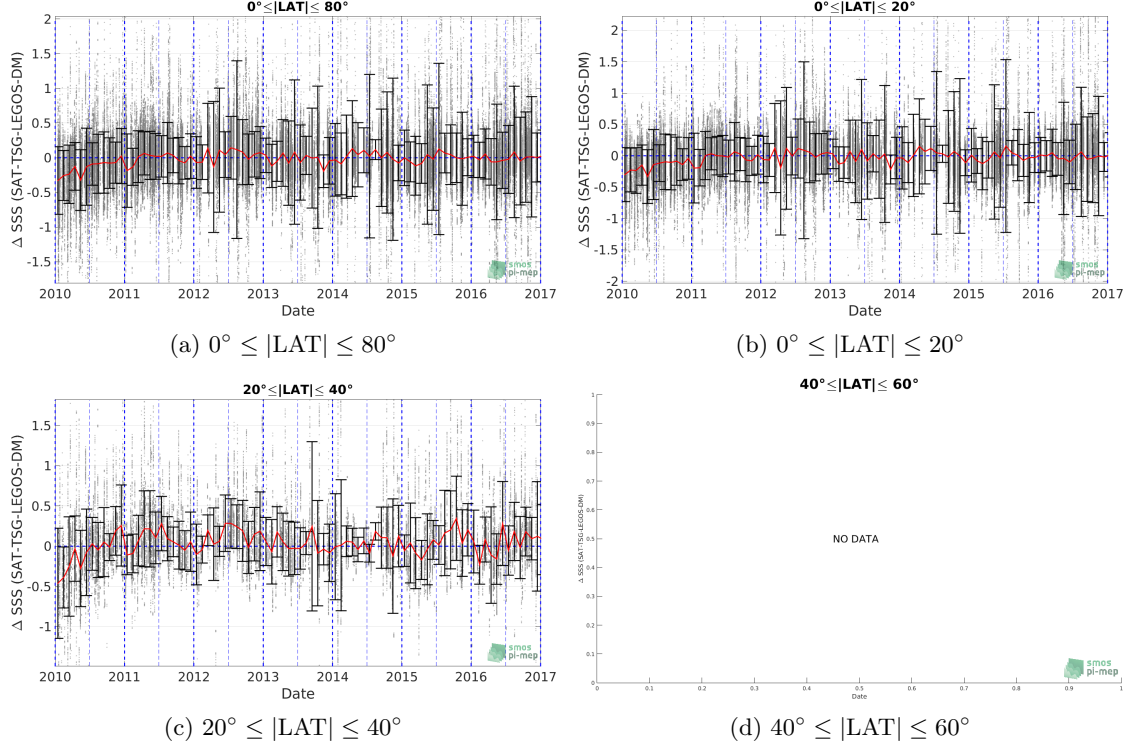 0°≤|LAT|≤ 80°
Δ SSS (SAT-TSG-LEGOS-DM)
2
1.5
1
0.5
0
-0.5
-1
-1.5
2010 2011 2012 2013 2014 2015 2016 2017
Date
smos
pi-mep
(a) 0° ≤ |LAT| ≤ 80°
0°≤|LAT|≤ 20°
Δ SSS (SAT-TSG-LEGOS-DM)
2
1.5
1
0.5
0
-0.5
-1
-1.5
-2
2010 2011 2012 2013 2014 2015 2016 2017
Date
smos
pi-mep
(b) 0° ≤ |LAT| ≤ 20°
20°≤|LAT|≤ 40°
Δ SSS (SAT-TSG-LEGOS-DM)
1.5
1
0.5
0
-0.5
-1
2010 2011 2012 2013 2014 2015 2016 2017
Date
smos
pi-mep
(c) 20° ≤ |LAT| ≤ 40°
40°≤|LAT|≤ 60°
Δ SSS (SAT-TSG-LEGOS-DM)
1
0.9
0.8
0.7
0.6
0.5
0.4
0.3
0.2
0.1
0
NO DATA
0 0.1 0.2 0.3 0.4 0.5 0.6 0.7 0.8 0.9 1
Date
smos
pi-mep
(d) 40° ≤ |LAT| ≤ 60°